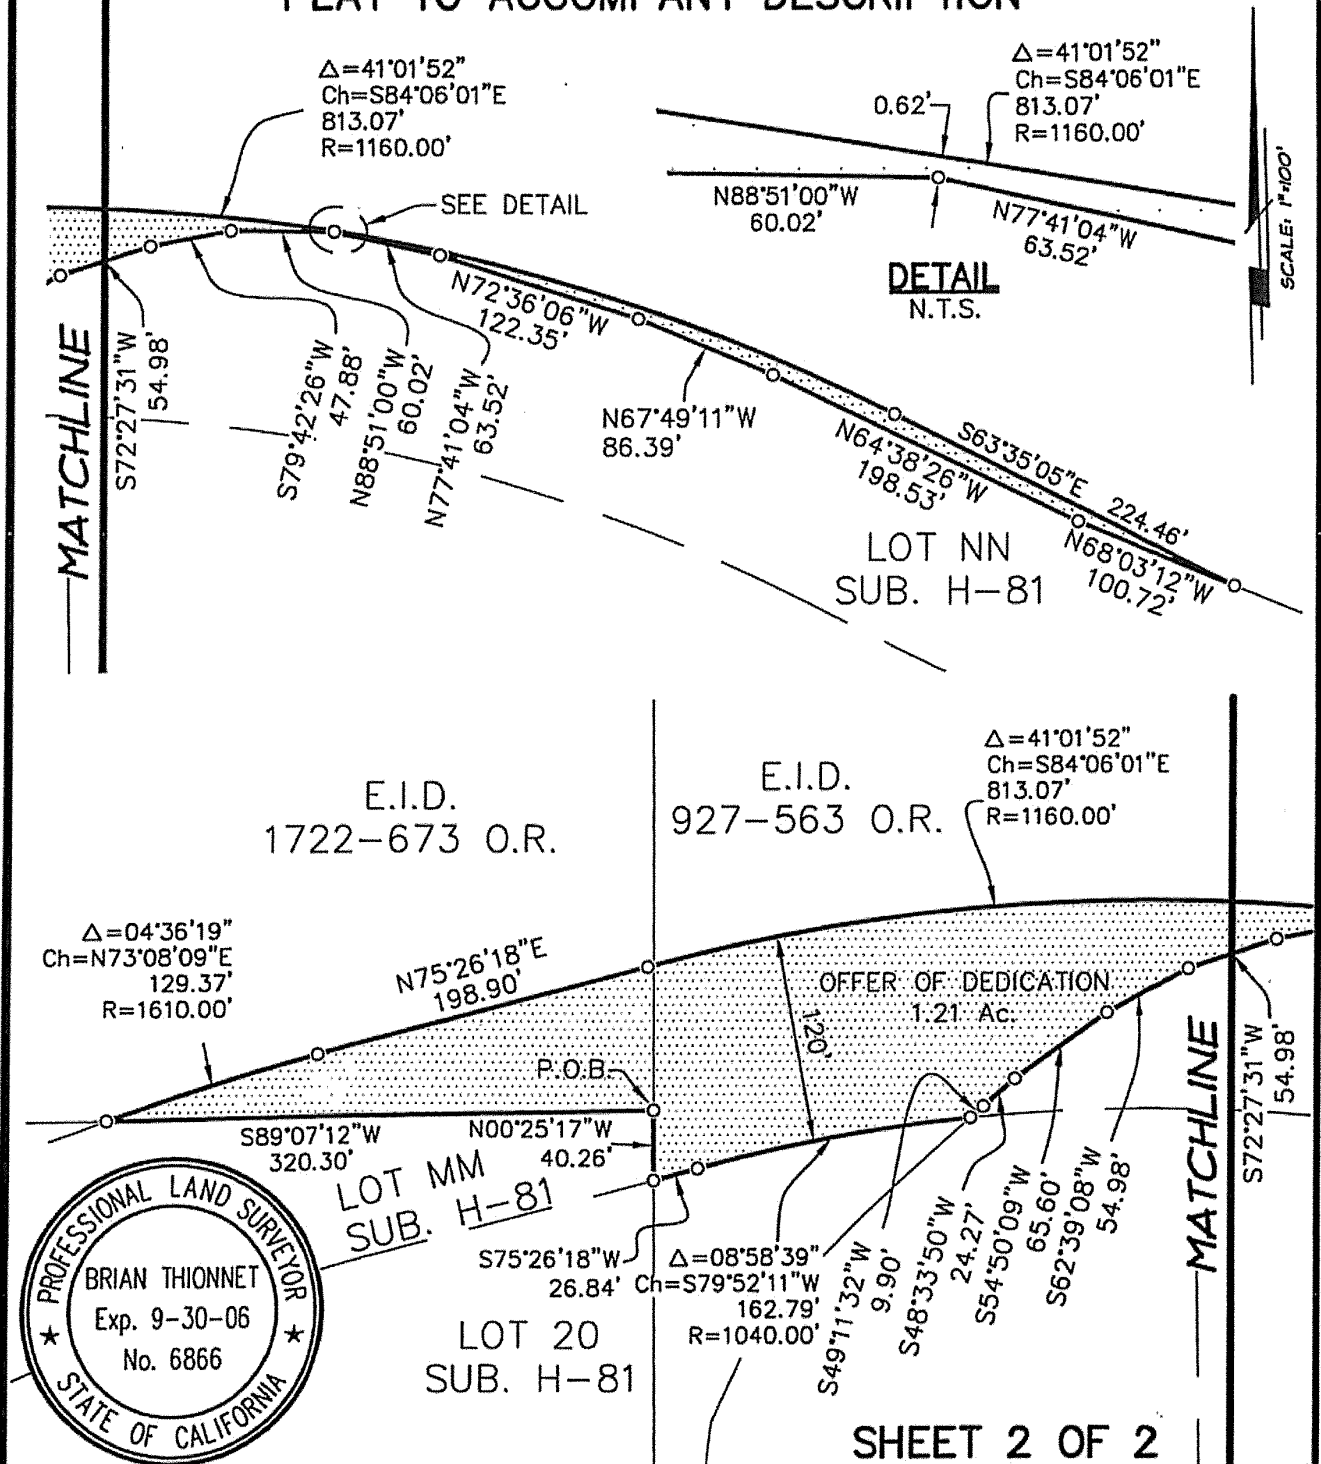 PLAT TO ACCOMPANY DESCRIPTION
Δ=41°01'52"
Ch=S84°06'01"E
813.07'
R=1160.00'
SEE DETAIL
Δ=41°01'52"
Ch=S84°06'01"E
813.07'
R=1160.00'
0.62'
N88°51'00"W
60.02'
N77°41'04"W
63.52'
DETAIL
N.T.S.
SCALE: 1"=100'
MATCHLINE
S72°27'31"W
54.98'
S79°42'26"W
47.88'
N88°51'00"W
60.02'
N77°41'04"W
63.52'
N72°36'06"W
122.35'
N67°49'11"W
86.39'
N64°38'26"W
198.53'
S63°35'05"E 224.46'
N68°03'12"W
100.72'
LOT NN
SUB. H-81
E.I.D.
1722-673 O.R.
E.I.D.
927-563 O.R.
Δ=41°01'52"
Ch=S84°06'01"E
813.07'
R=1160.00'
Δ=04°36'19"
Ch=N73°08'09"E
129.37'
R=1610.00'
N75°26'18"E
198.90'
OFFER OF DEDICATION
1.21 Ac.
120'
P.O.B.
S89°07'12"W
320.30'
N00°25'17"W
40.26'
LOT MM
SUB. H-81
S75°26'18"W
26.84'
Δ=08°58'39"
Ch=S79°52'11"W
162.79'
R=1040.00'
S49°11'32"W
9.90'
S48°33'50"W
24.27'
S54°50'09"W
65.60'
S62°39'08"W
54.98'
MATCHLINE
S72°27'31"W
54.98'
LOT 20
SUB. H-81
PROFESSIONAL LAND SURVEYOR
BRIAN THIONNET
Exp. 9-30-06
No. 6866
STATE OF CALIFORNIA
SHEET 2 OF 2